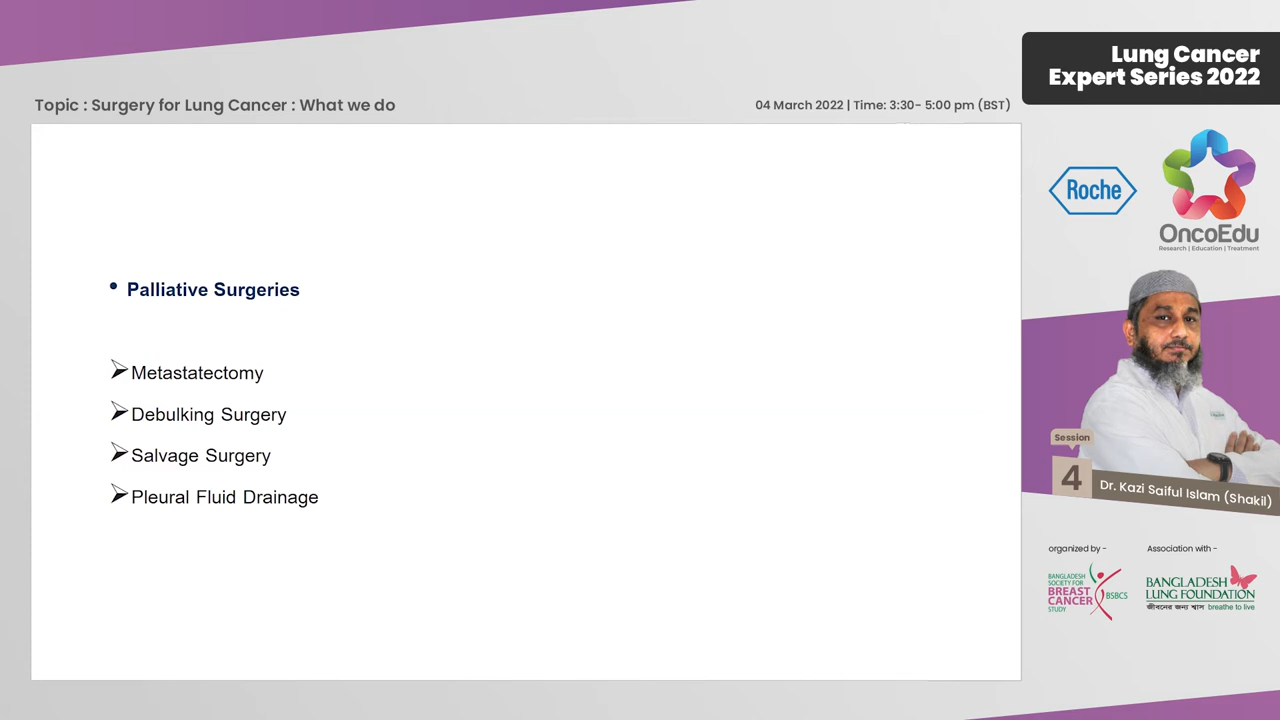 Lung Cancer
Expert Series 2022
Topic : Surgery for Lung Cancer : What we do
04 March 2022 | Time: 3:30- 5:00 pm (BST)
Roche
OncoEdu
Research | Education | Treatment
• Palliative Surgeries
➢Metastatectomy
➢Debulking Surgery
➢Salvage Surgery
➢Pleural Fluid Drainage
Session
4
Dr. Kazi Saiful Islam (Shakil)
organized by -
Association with -
BANGLADESH
SOCIETY FOR
BREAST
CANCER
STUDY
BSBCS
BANGLADESH
LUNG FOUNDATION
জীবনের জন্য শ্বাস breathe to live